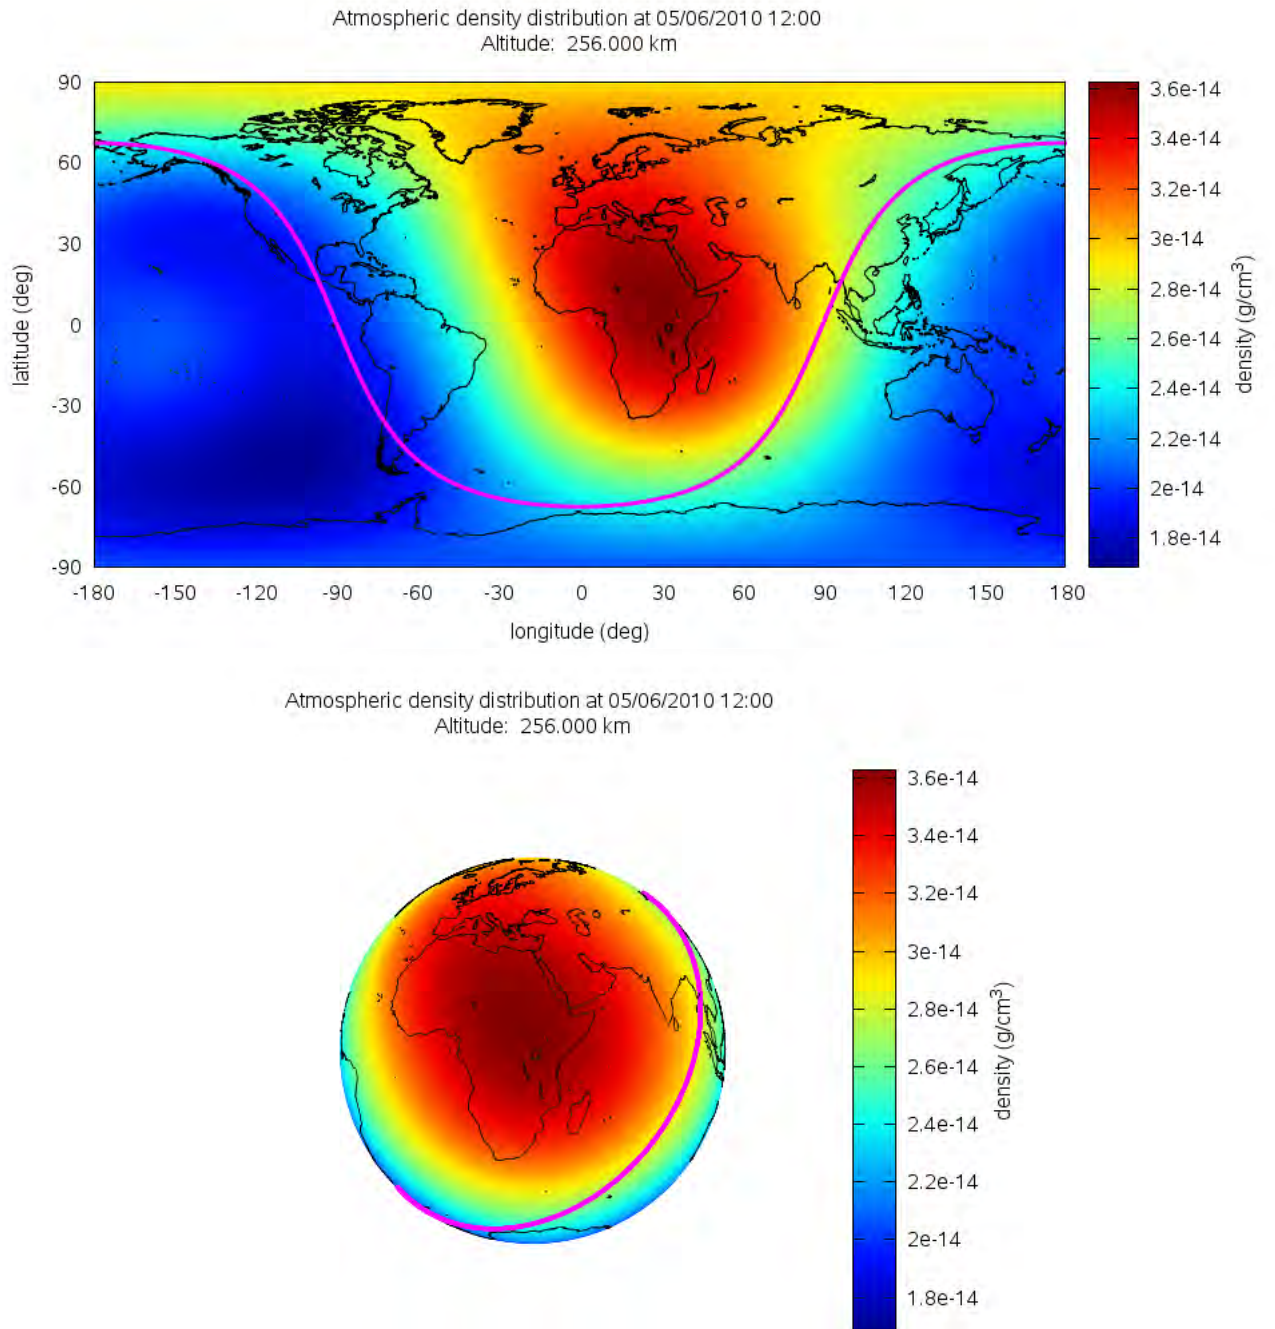 Atmospheric density distribution at 05/06/2010 12:00
Altitude: 256.000 km
90
60
30
0
-30
-60
-90
latitude (deg)
-180 -150 -120 -90 -60 -30 0 30 60 90 120 150 180
longitude (deg)
3.6e-14
3.4e-14
3.2e-14
3e-14
2.8e-14
2.6e-14
2.4e-14
2.2e-14
2e-14
1.8e-14
density (g/cm³)
Atmospheric density distribution at 05/06/2010 12:00
Altitude: 256.000 km
3.6e-14
3.4e-14
3.2e-14
3e-14
2.8e-14
2.6e-14
2.4e-14
2.2e-14
2e-14
1.8e-14
density (g/cm³)